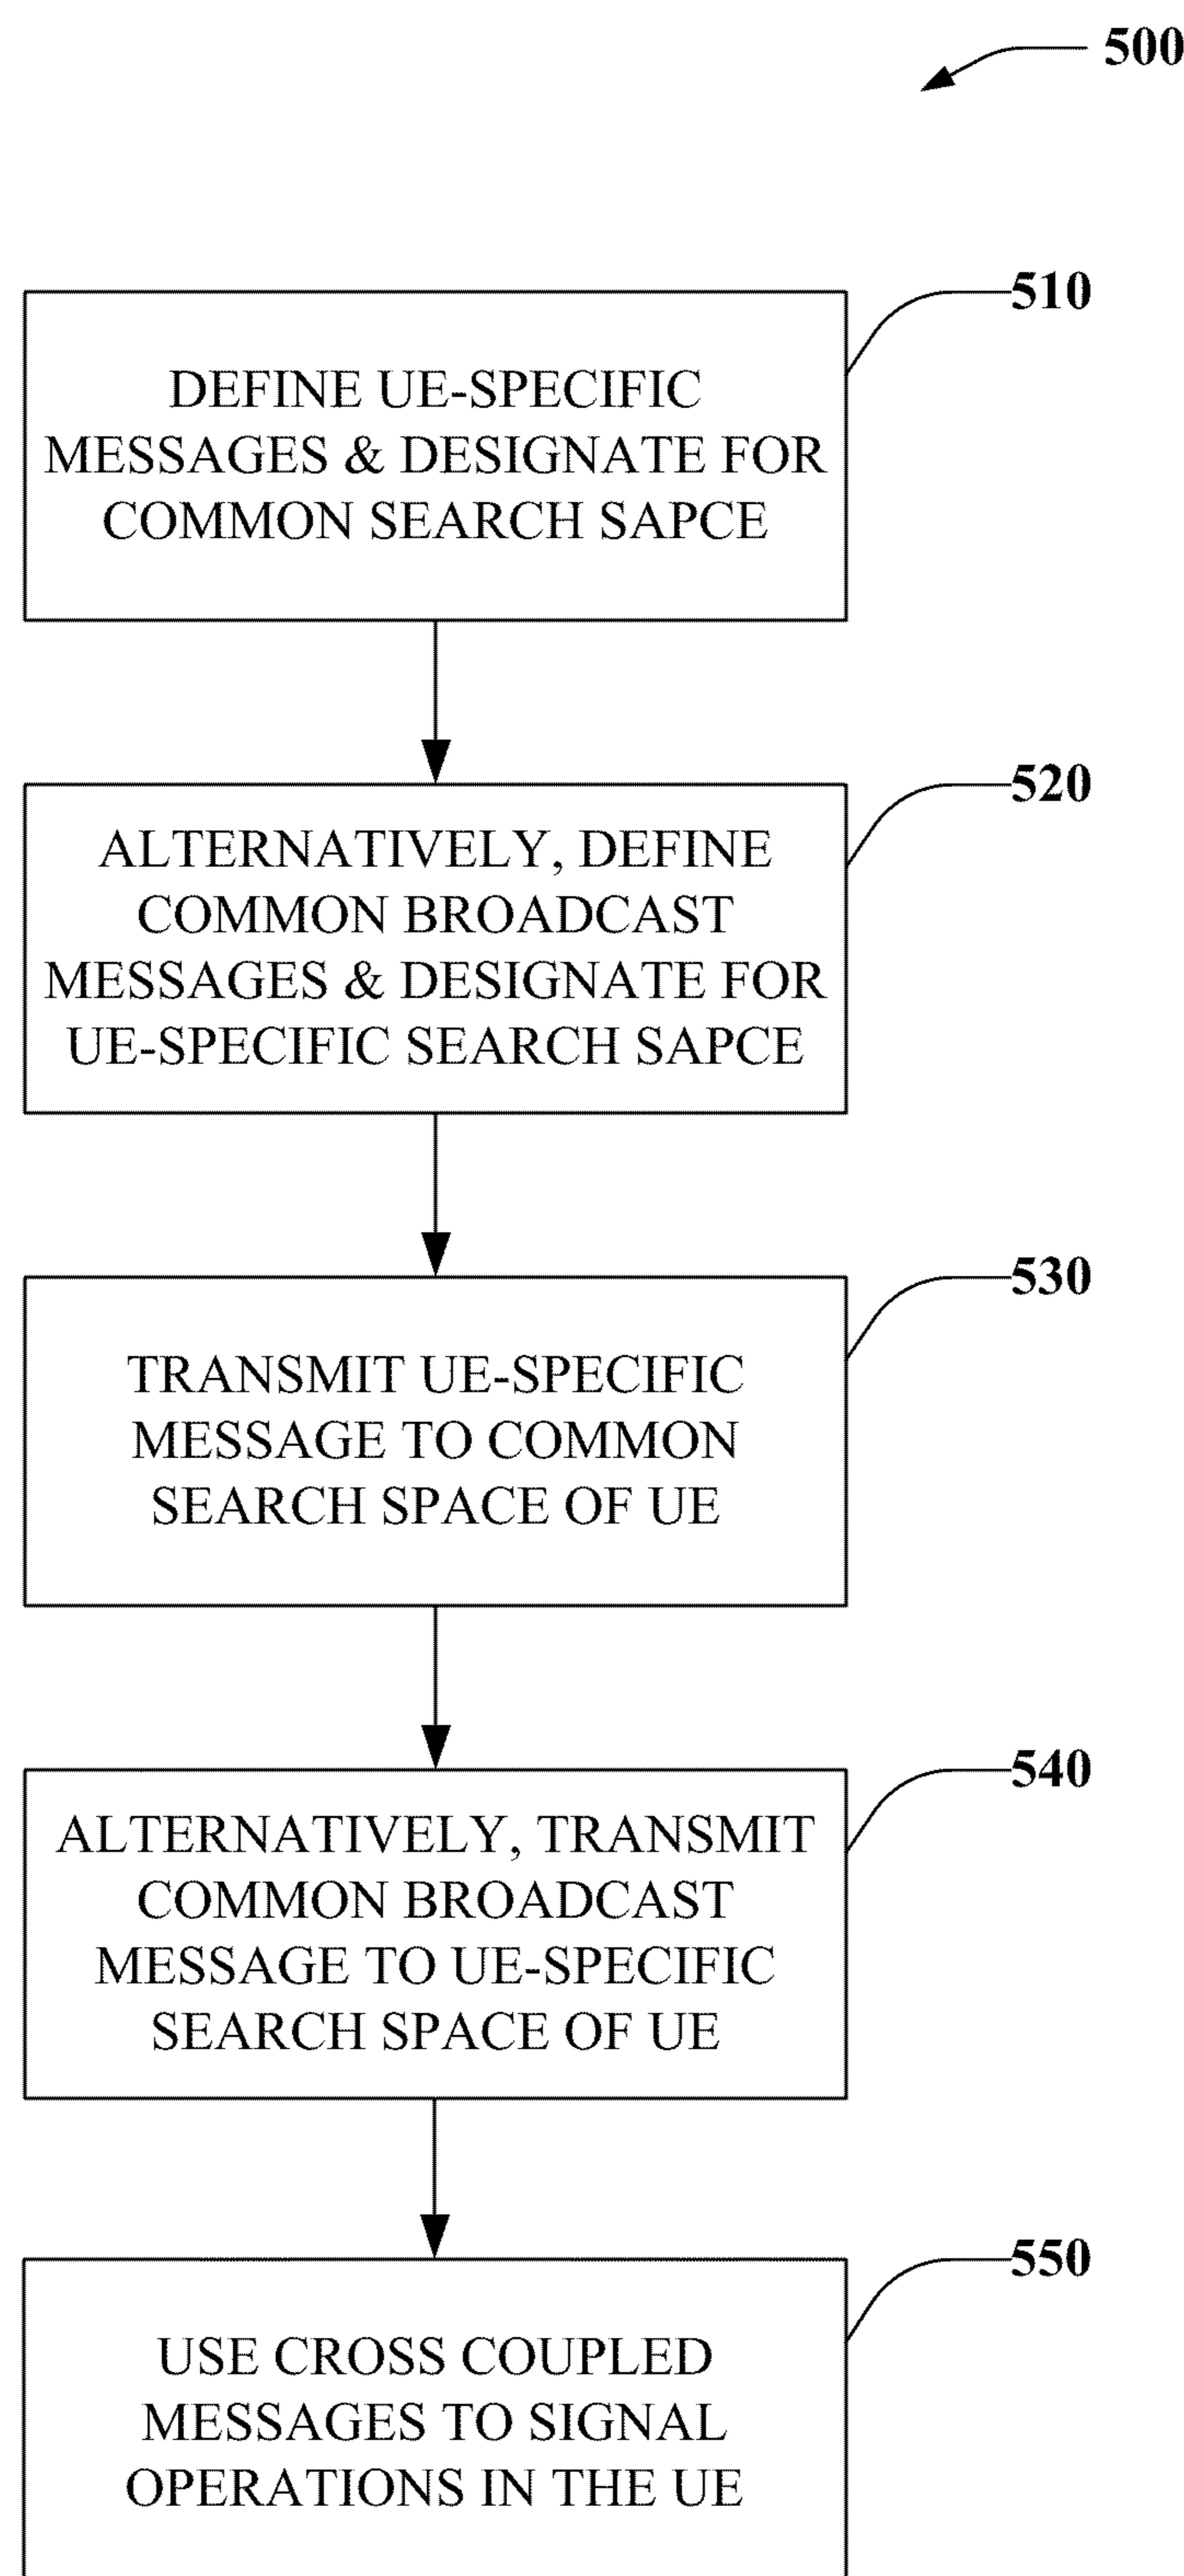 500
510
DEFINE UE-SPECIFIC
MESSAGES & DESIGNATE FOR
COMMON SEARCH SAPCE
520
ALTERNATIVELY, DEFINE
COMMON BROADCAST
MESSAGES & DESIGNATE FOR
UE-SPECIFIC SEARCH SAPCE
530
TRANSMIT UE-SPECIFIC
MESSAGE TO COMMON
SEARCH SPACE OF UE
540
ALTERNATIVELY, TRANSMIT
COMMON BROADCAST
MESSAGE TO UE-SPECIFIC
SEARCH SPACE OF UE
550
USE CROSS COUPLED
MESSAGES TO SIGNAL
OPERATIONS IN THE UE